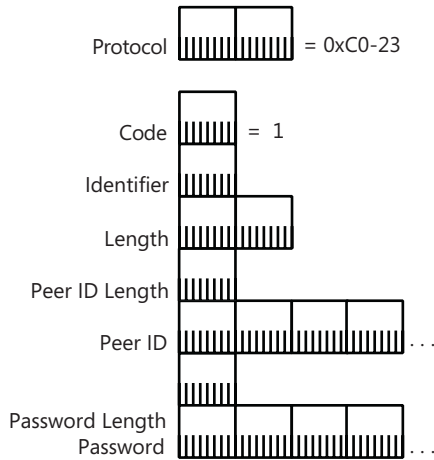 Protocol = 0xC0-23
Code = 1
Identifier
Length
Peer ID Length
Peer ID ...
Password Length
Password ...